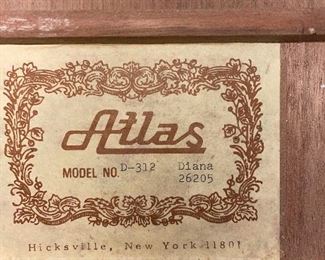 Atlas
MODEL NO. D-312 Diana
26205
Hicksville, New York 11801